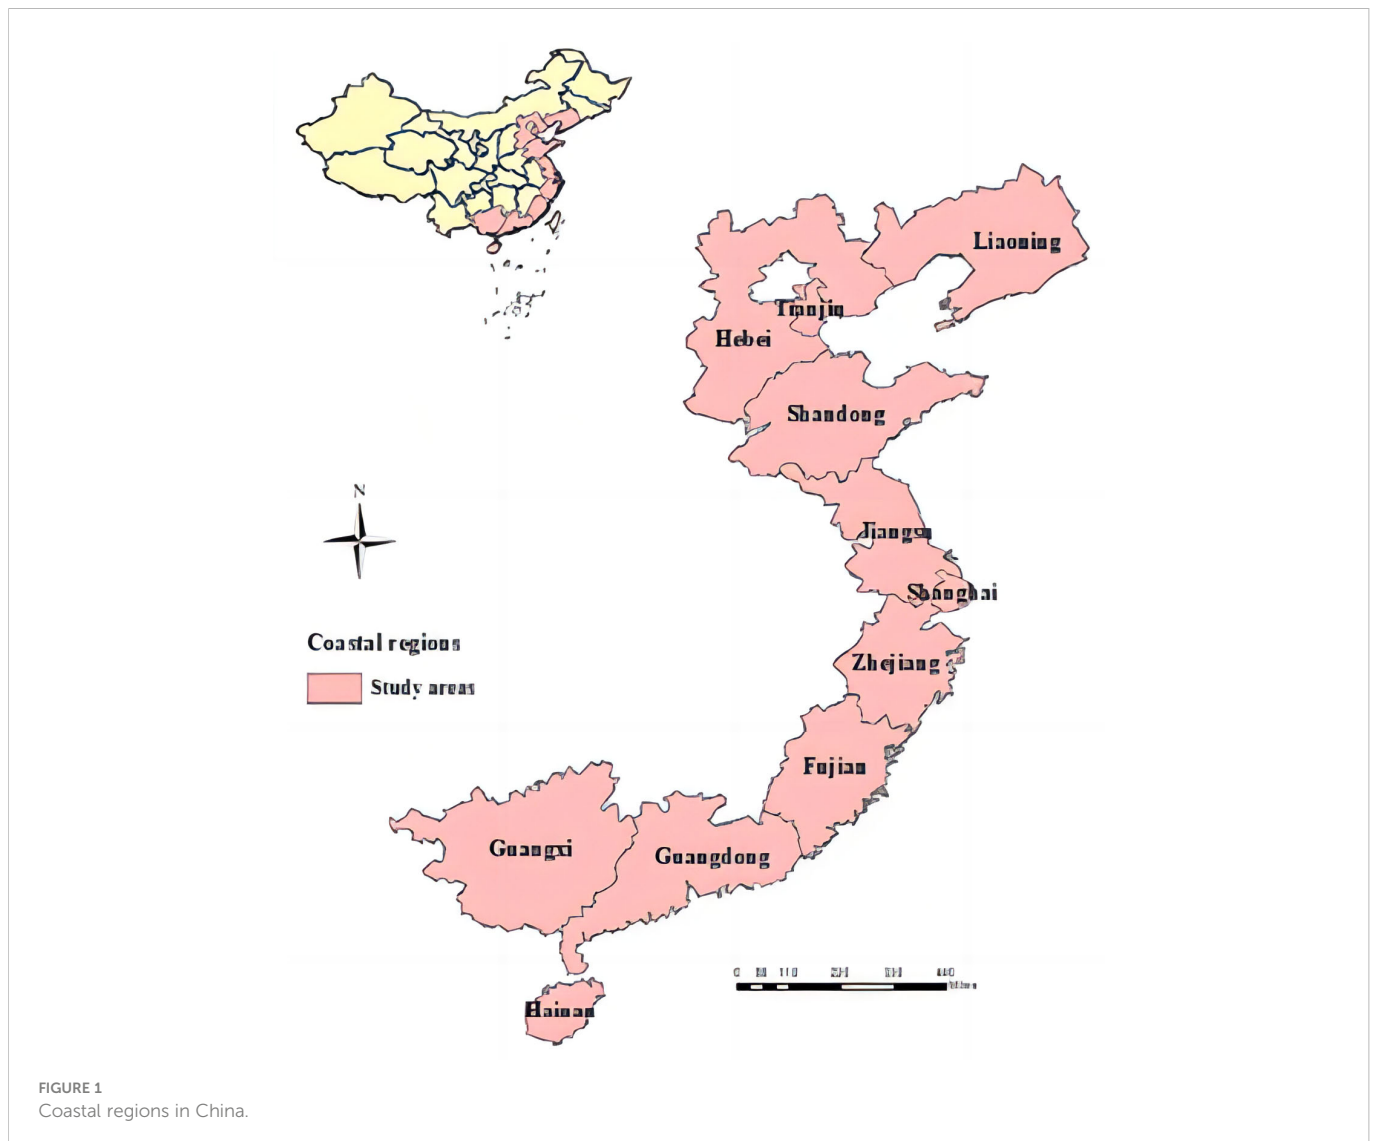 Liaoning
Tianjin
Hebei
Shandong
N
Jiangsu
Shanghai
Coastal regions
Zhejiang
Study areas
Fujian
Guangxi
Guangdong
0
Hainan
FIGURE 1
Coastal regions in China.